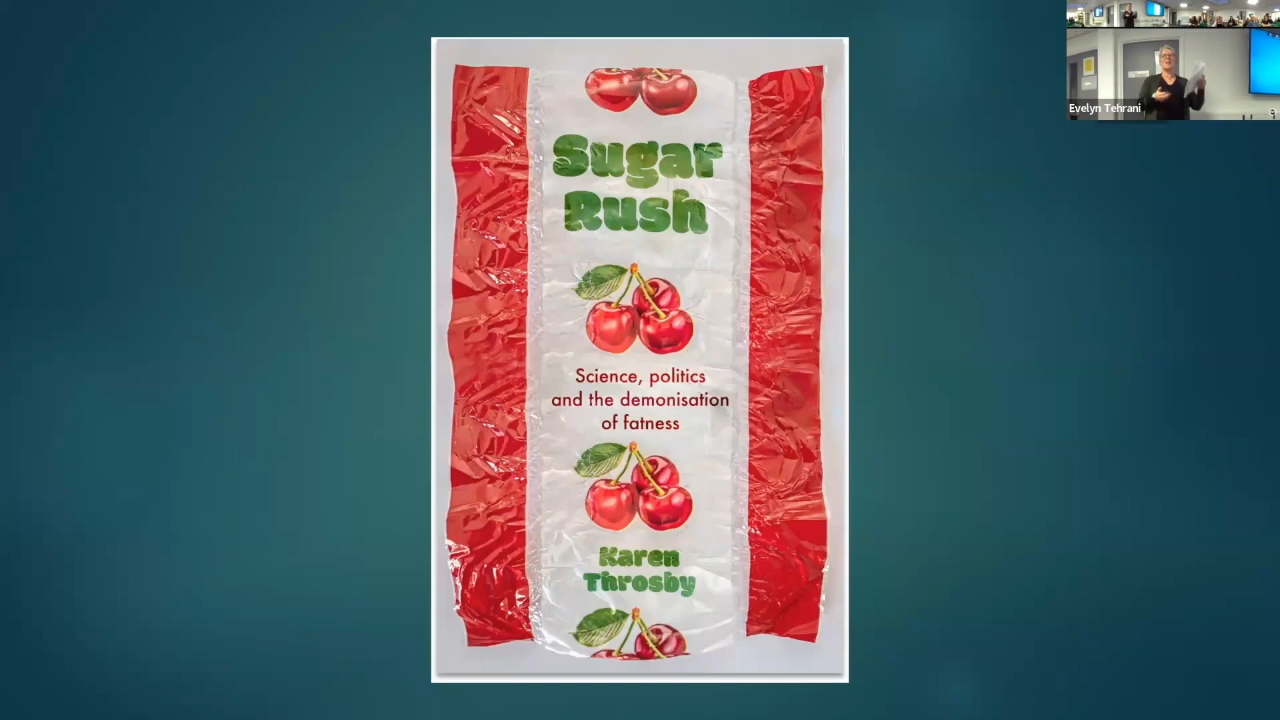 Sugar
Rush
Science, politics
and the demonisation
of fatness
Karen
Throsby
Evelyn Tehrani